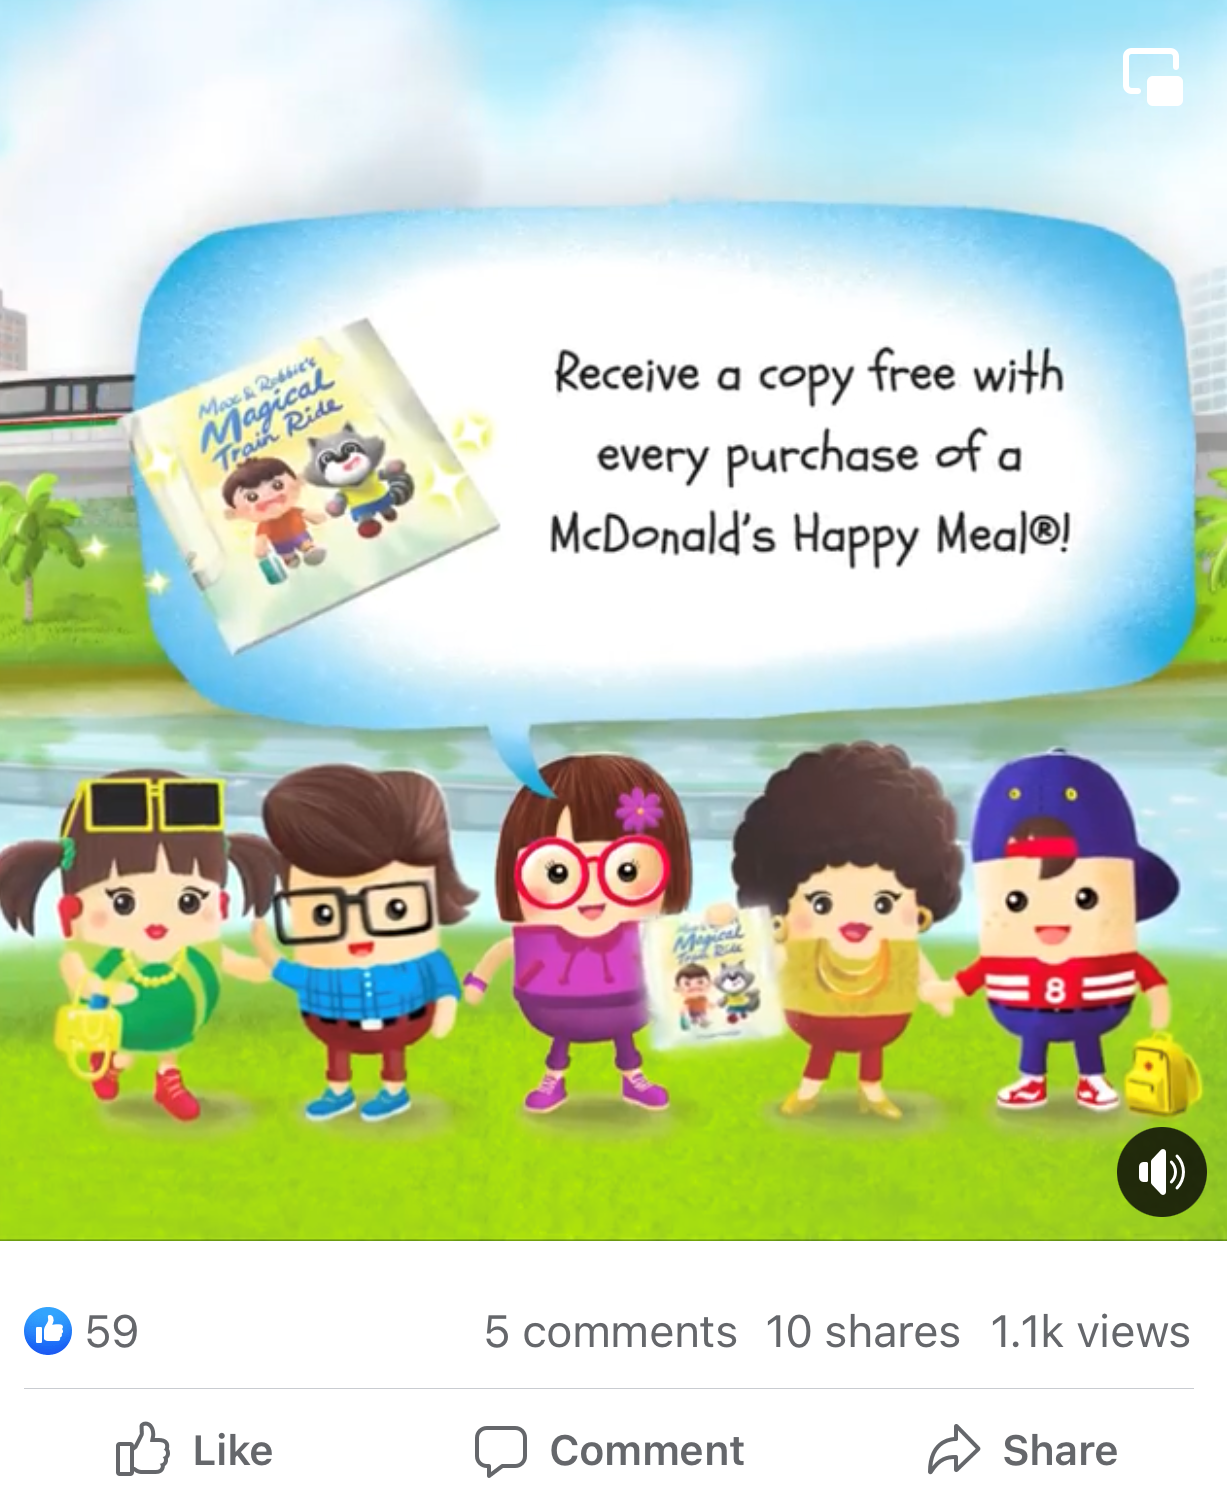 Max & Robbie's
Magical
Train Ride
Receive a copy free with
every purchase of a
McDonald's Happy Meal®!
Magical
Train Ride
8
59
5 comments 10 shares 1.1k views
Like
Comment
Share